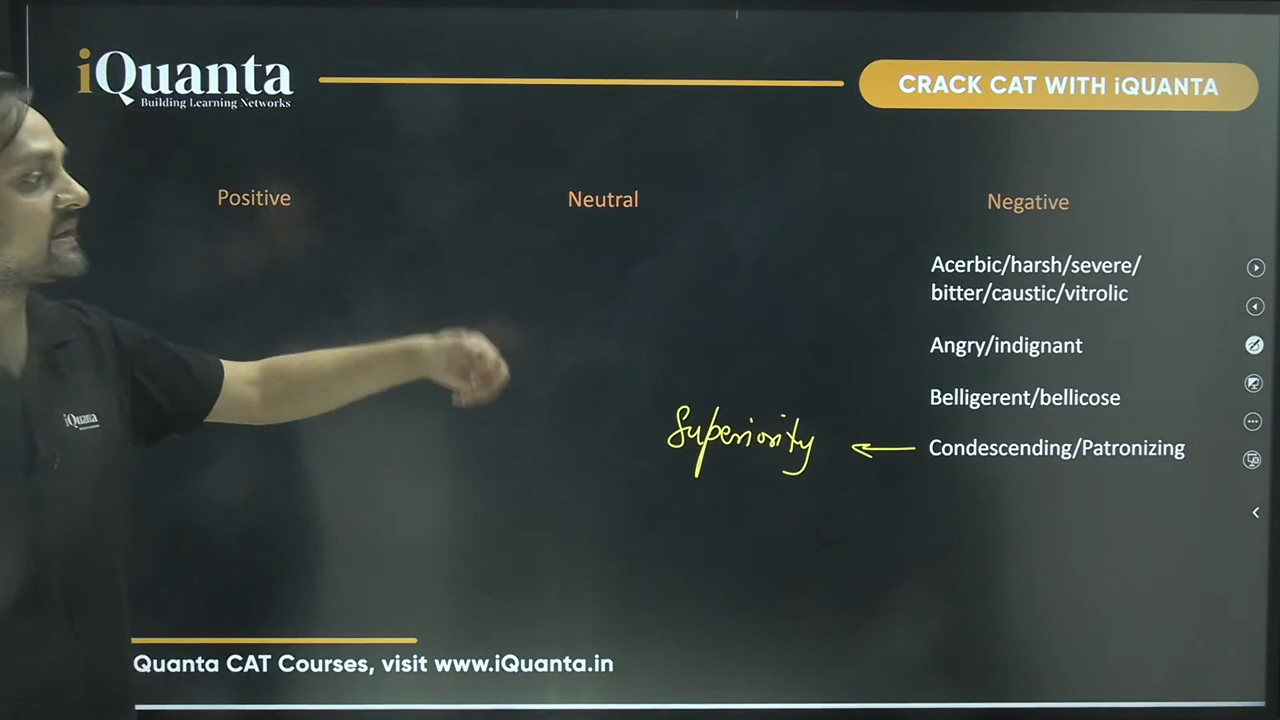 iQuanta
Building Learning Networks
CRACK CAT WITH iQUANTA
Positive
Neutral
Negative
Acerbic/harsh/severe/
bitter/caustic/vitrolic
Angry/indignant
Belligerent/bellicose
Superiority
Condescending/Patronizing
iQuanta
Quanta CAT Courses, visit www.iQuanta.in